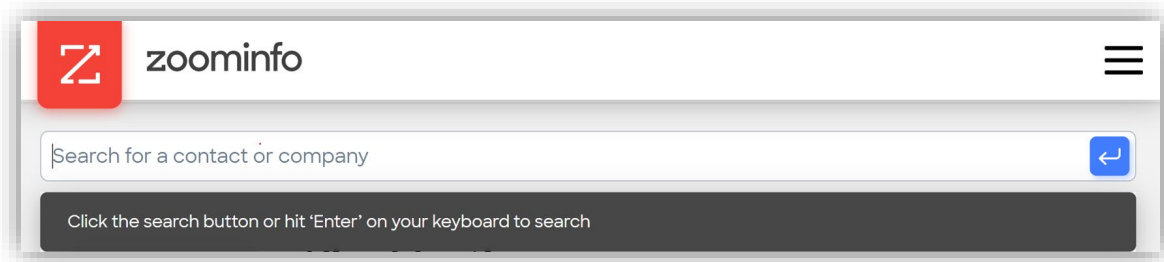 zoominfo
Search for a contact or company
Click the search button or hit ‘Enter’ on your keyboard to search